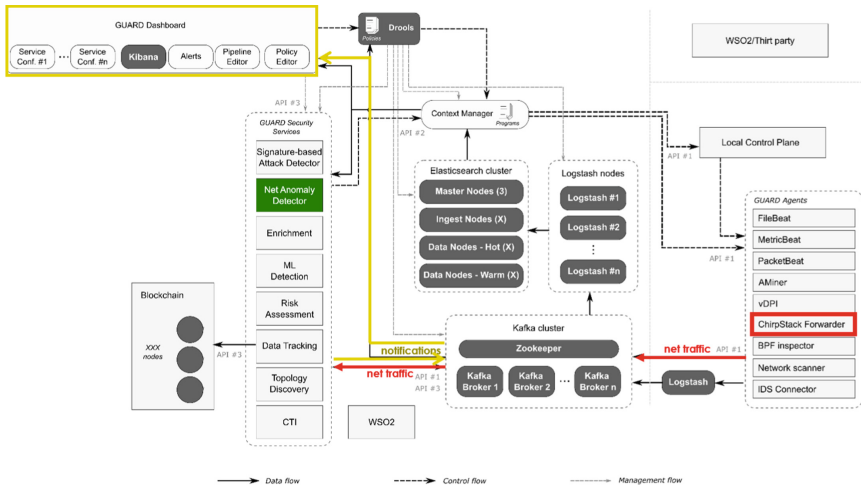 GUARD Dashboard
Service
Conf. #1
...
Service
Conf. #n
Kibana
Alerts
Pipeline
Editor
Policy
Editor
Policies
Drools
WSO2/Thirt party
API #3
GUARD Security
Services
Signature-based
Attack Detector
Net Anomaly
Detector
Enrichment
ML
Detection
Risk
Assessment
Data Tracking
Topology
Discovery
CTI
API #2
Context Manager
Programs
Elasticsearch cluster
Master Nodes (3)
Ingest Nodes (X)
Data Nodes - Hot (X)
Data Nodes - Warm (X)
Logstash nodes
Logstash #1
Logstash #2
Logstash #n
API #1
Local Control Plane
API #1
GUARD Agents
FileBeat
MetricBeat
PacketBeat
AMiner
vDPI
ChirpStack Forwarder
BPF inspector
Network scanner
IDS Connector
Blockchain
XXX
nodes
API #3
notifications
net traffic
API #1
API #3
Kafka cluster
Zookeeper
Kafka
Broker 1
Kafka
Broker 2
...
Kafka
Broker n
net traffic
API #1
Logstash
WSO2
Data flow
Control flow
Management flow